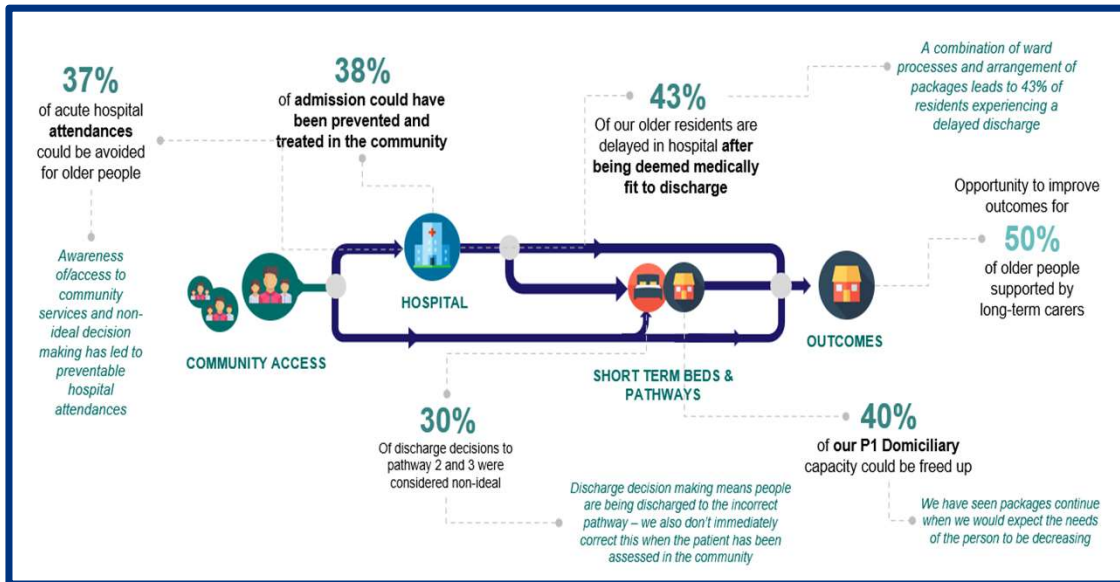 37%
of acute hospital
attendances
could be avoided
for older people
Awareness
of/access to
community
services and non-
ideal decision
making has led to
preventable
hospital
attendances
38%
of admission could have
been prevented and
treated in the community
43%
Of our older residents are
delayed in hospital after
being deemed medically
fit to discharge
A combination of ward
processes and arrangement of
packages leads to 43% of
residents experiencing a
delayed discharge
Opportunity to improve
outcomes for
50%
of older people
supported by
long-term carers
COMMUNITY ACCESS
HOSPITAL
SHORT TERM BEDS &
PATHWAYS
OUTCOMES
30%
Of discharge decisions to
pathway 2 and 3 were
considered non-ideal
Discharge decision making means people
are being discharged to the incorrect
pathway – we also don't immediately
correct this when the patient has been
assessed in the community
40%
of our P1 Domiciliary
capacity could be freed up
We have seen packages continue
when we would expect the needs
of the person to be decreasing